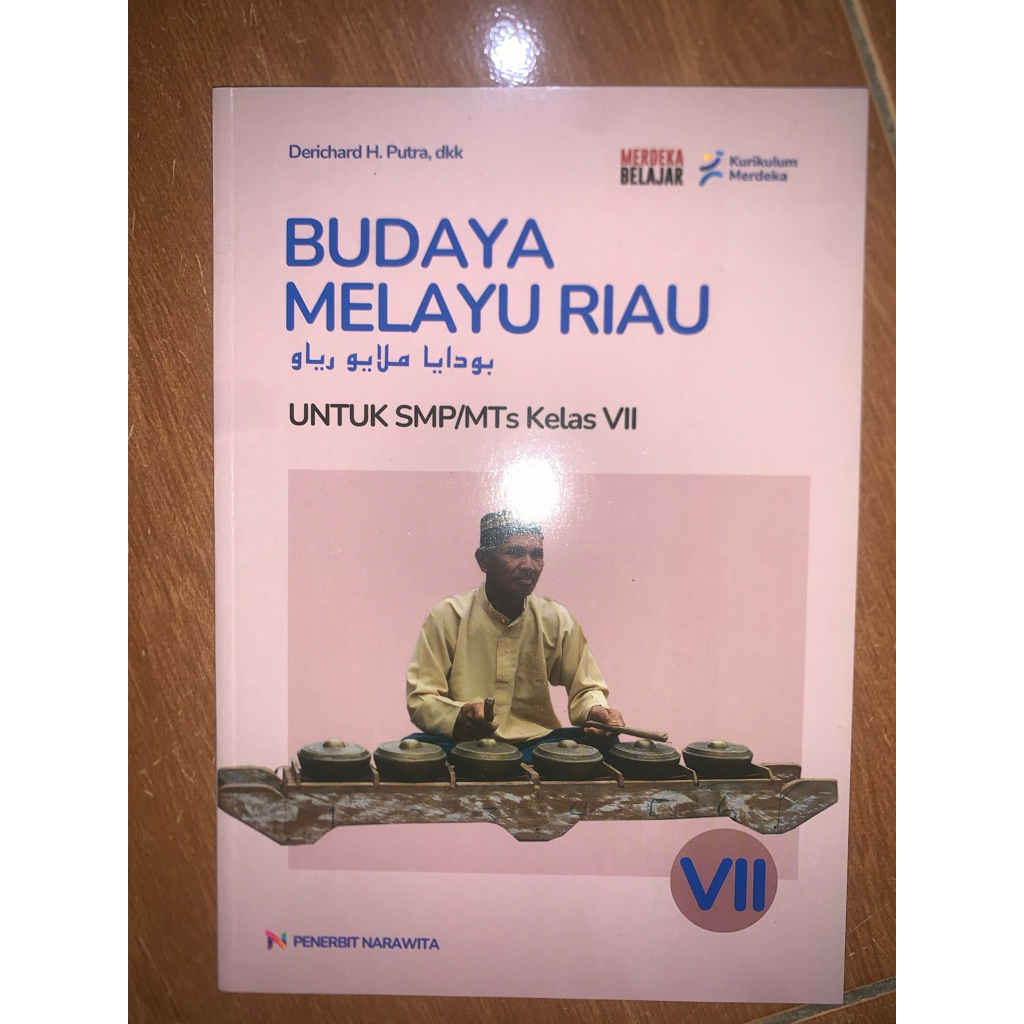 Derichard H. Putra, dkk
MERDEKA
BELAJAR
Kurikulum
Merdeka
BUDAYA
MELAYU RIAU
بودايا ملايو رياو
UNTUK SMP/MTs Kelas VII
VII
PENERBIT NARAWITA